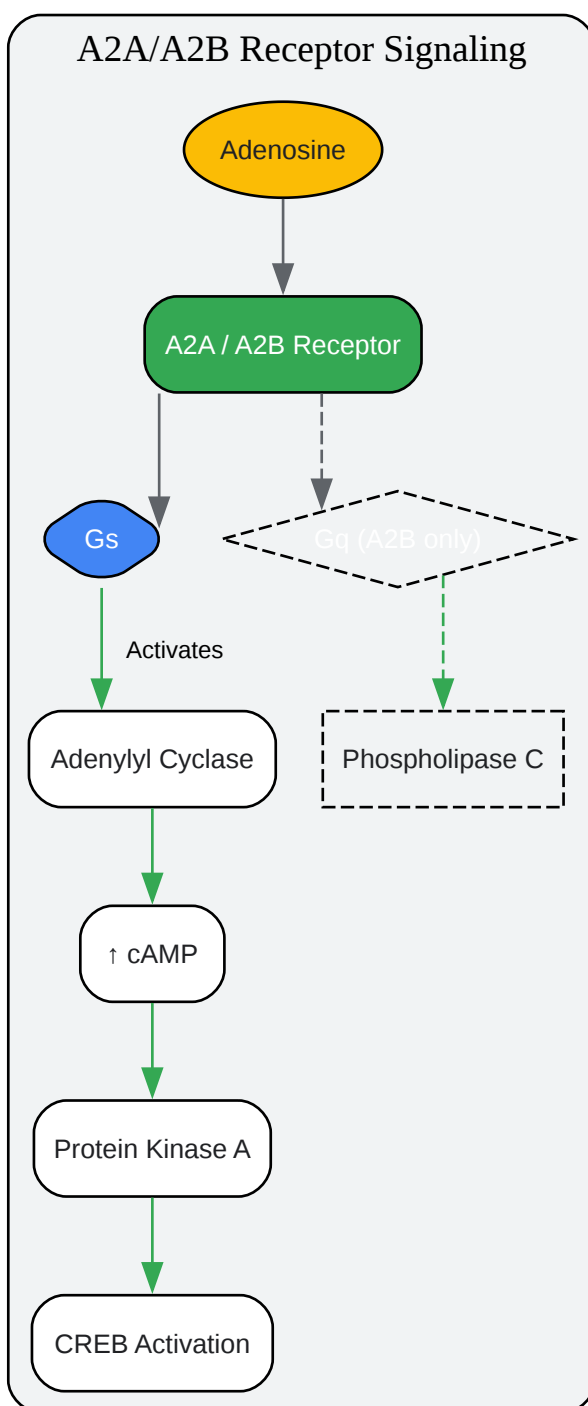 A2A/A2B Receptor Signaling
Adenosine
A2A / A2B Receptor
Gs
Gq (A2B only)
Activates
Adenylyl Cyclase
Phospholipase C
↑ cAMP
Protein Kinase A
CREB Activation